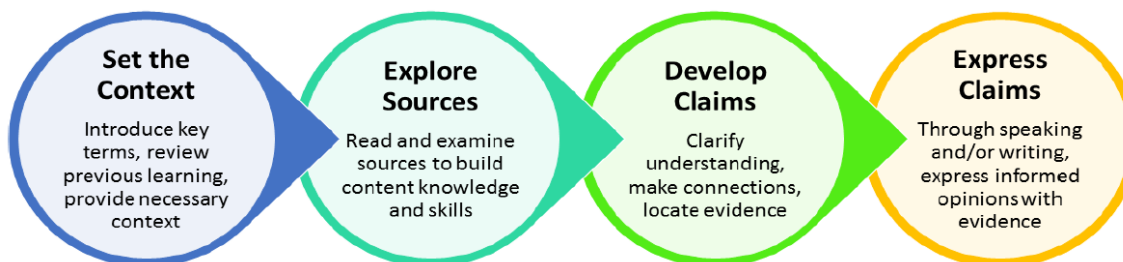 Set the
Context
Introduce key
terms, review
previous learning,
provide necessary
context
Explore
Sources
Read and examine
sources to build
content knowledge
and skills
Develop
Claims
Clarify
understanding,
make connections,
locate evidence
Express
Claims
Through speaking
and/or writing,
express informed
opinions with
evidence